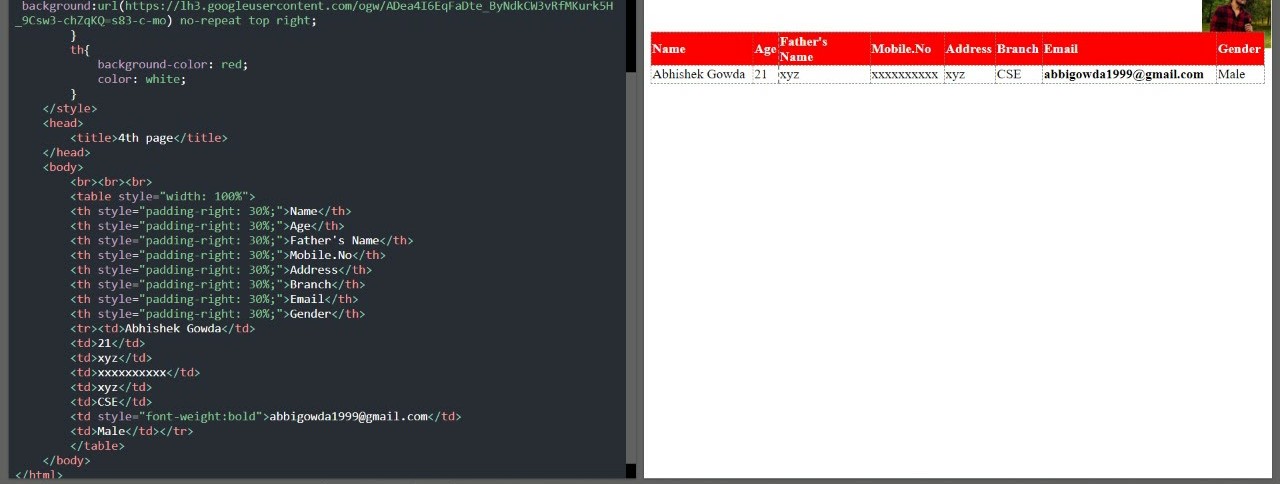 background:url(https://lh3.googleusercontent.com/ogw/ADea4I6EqFaDte_ByNdkCW3vRfMKurk5H
_9Csw3-chZqKQ=s83-c-mo) no-repeat top right;
}
th{
background-color: red;
color: white;
}
</style>
<head>
<title>4th page</title>
</head>
<body>
<br><br><br>
<table style="width: 100%">
<th style="padding-right: 30%;">Name</th>
<th style="padding-right: 30%;">Age</th>
<th style="padding-right: 30%;">Father's Name</th>
<th style="padding-right: 30%;">Mobile.No</th>
<th style="padding-right: 30%;">Address</th>
<th style="padding-right: 30%;">Branch</th>
<th style="padding-right: 30%;">Email</th>
<th style="padding-right: 30%;">Gender</th>
<tr><td>Abhishek Gowda</td>
<td>21</td>
<td>xyz</td>
<td>xxxxxxxxxx</td>
<td>xyz</td>
<td>CSE</td>
<td style="font-weight:bold">abbigowda1999@gmail.com</td>
<td>Male</td></tr>
</table>
</body>
</html>
Name Age Father's Name Mobile.No Address Branch Email Gender
Abhishek Gowda 21 xyz xxxxxxxxxx xyz CSE abbigowda1999@gmail.com Male